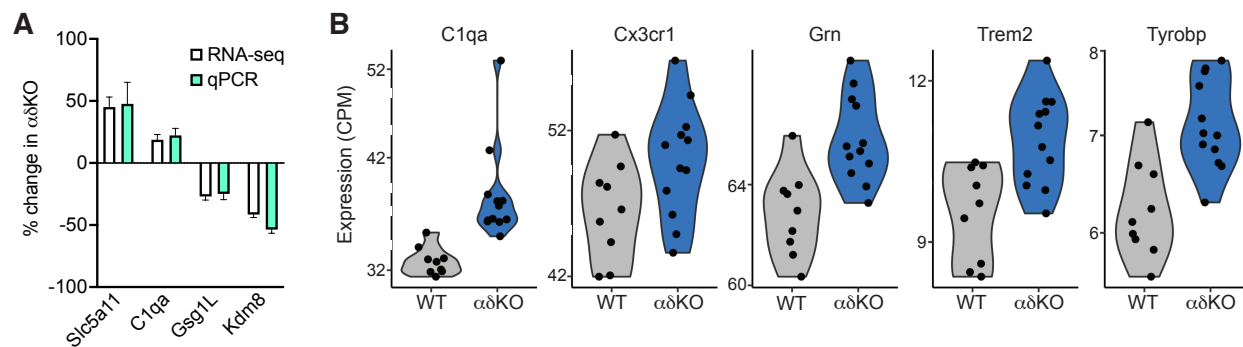 A
100
50
0
-50
-100
% change in αδKO
RNA-seq
qPCR
Slc5a11
C1qa
Gsg1L
Kdm8
B
Expression (CPM)
C1qa
52
42
32
WT αδKO
Cx3cr1
52
42
WT αδKO
Grn
64
60
WT αδKO
Trem2
12
9
WT αδKO
Tyrobp
8
7
6
WT αδKO